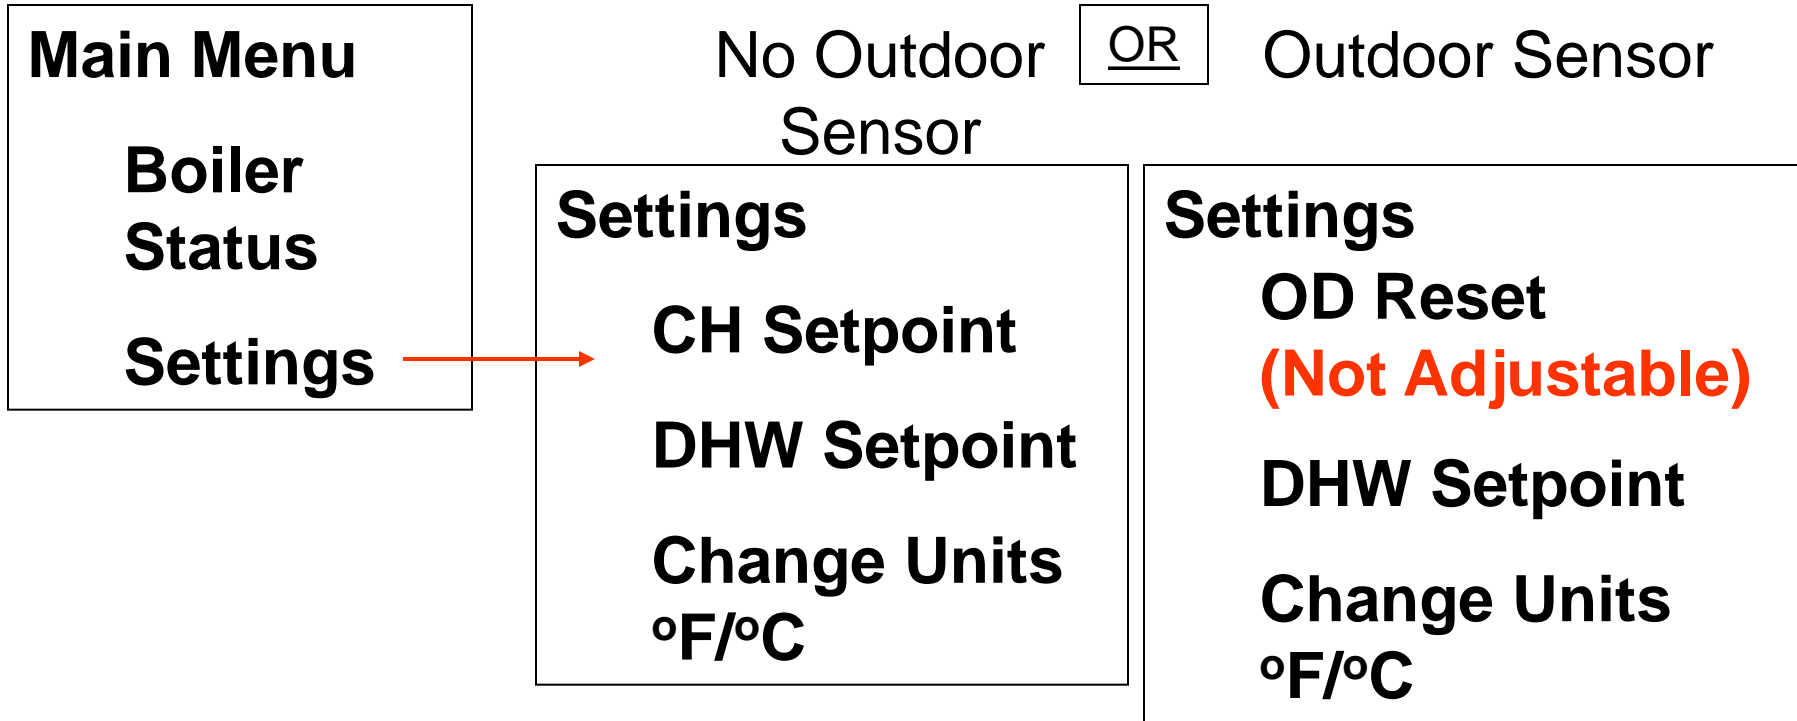 Main Menu
Boiler
Status
Settings
No Outdoor
Sensor
OR
Outdoor Sensor
Settings
CH Setpoint
DHW Setpoint
Change Units
ºF/ºC
Settings
OD Reset
(Not Adjustable)
DHW Setpoint
Change Units
ºF/ºC